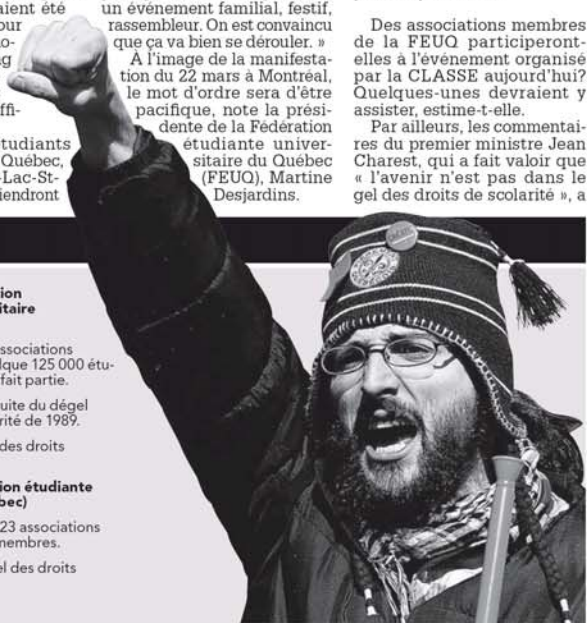 aient été
our
no-
ng
ffi-
tudiants
Québec,
-Lac-St-
iendront
un événement familial, festif,
rassembleur. On est convaincu
que ça va bien se dérouler. »
À l'image de la manifesta-
tion du 22 mars à Montréal,
le mot d'ordre sera d'être
pacifique, note la prési-
dente de la Fédération
étudiante univer-
sitaire du Québec
(FEUQ), Martine
Desjardins.
Des associations membres
de la FEUQ participeront-
elles à l'événement organisé
par la CLASSE aujourd'hui?
Quelques-unes devraient y
assister, estime-t-elle.
Par ailleurs, les commentai-
res du premier ministre Jean
Charest, qui a fait valoir que
« l'avenir n'est pas dans le
gel des droits de scolarité », a
ion
itaire
ssociations
lque 125 000 étu-
fait partie.
uite du dégel
rité de 1989.
des droits
ion étudiante
bec)
23 associations
membres.
el des droits